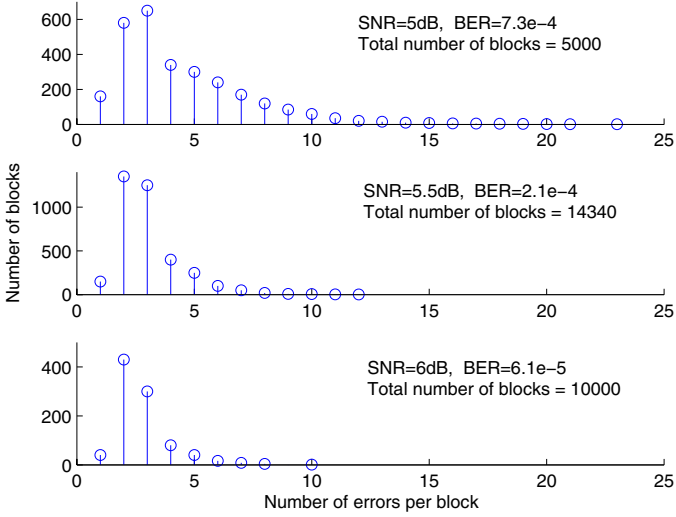 600
400
200
0
0 5 10 15 20 25
SNR=5dB, BER=7.3e−4
Total number of blocks = 5000
Number of blocks
1000
500
0
0 5 10 15 20 25
SNR=5.5dB, BER=2.1e−4
Total number of blocks = 14340
400
200
0
0 5 10 15 20 25
SNR=6dB, BER=6.1e−5
Total number of blocks = 10000
Number of errors per block